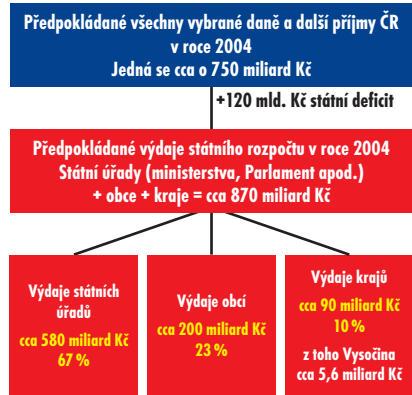 Předpokládané všechny vybrané daně a další příjmy ČR
v roce 2004
Jedná se cca o 750 miliard Kč
+120 mld. Kč státní deficit
Předpokládané výdaje státního rozpočtu v roce 2004
Státní úřady (ministerstva, Parlament apod.)
+ obce + kraje = cca 870 miliard Kč
Výdaje státních
úřadů
cca 580 miliard Kč
67 %
Výdaje obcí
cca 200 miliard Kč
23 %
Výdaje krajů
cca 90 miliard Kč
10 %
z toho Vysočina
cca 5,6 miliard Kč